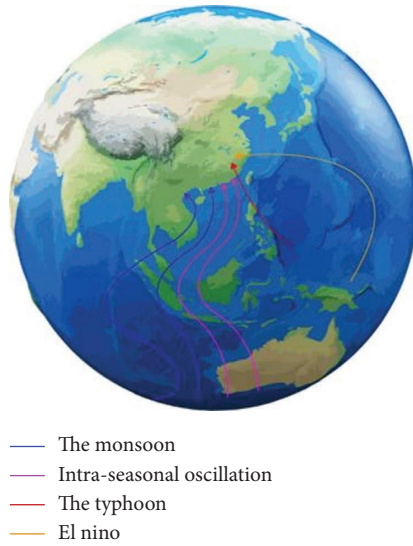 The monsoon
Intra-seasonal oscillation
The typhoon
El nino